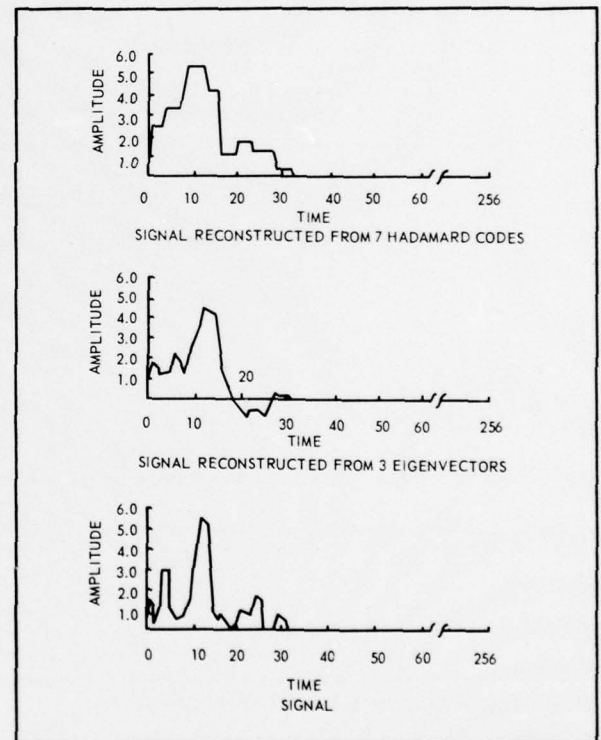 6.0
5.0
4.0
3.0
2.0
1.0
AMPLITUDE
0 10 20 30 40 50 60 256
TIME
SIGNAL RECONSTRUCTED FROM 7 HADAMARD CODES
6.0
5.0
4.0
3.0
2.0
1.0
AMPLITUDE
20
0 10 30 40 50 60 256
TIME
SIGNAL RECONSTRUCTED FROM 3 EIGENVECTORS
6.0
5.0
4.0
3.0
2.0
1.0
AMPLITUDE
0 10 20 30 40 50 60 256
TIME
SIGNAL